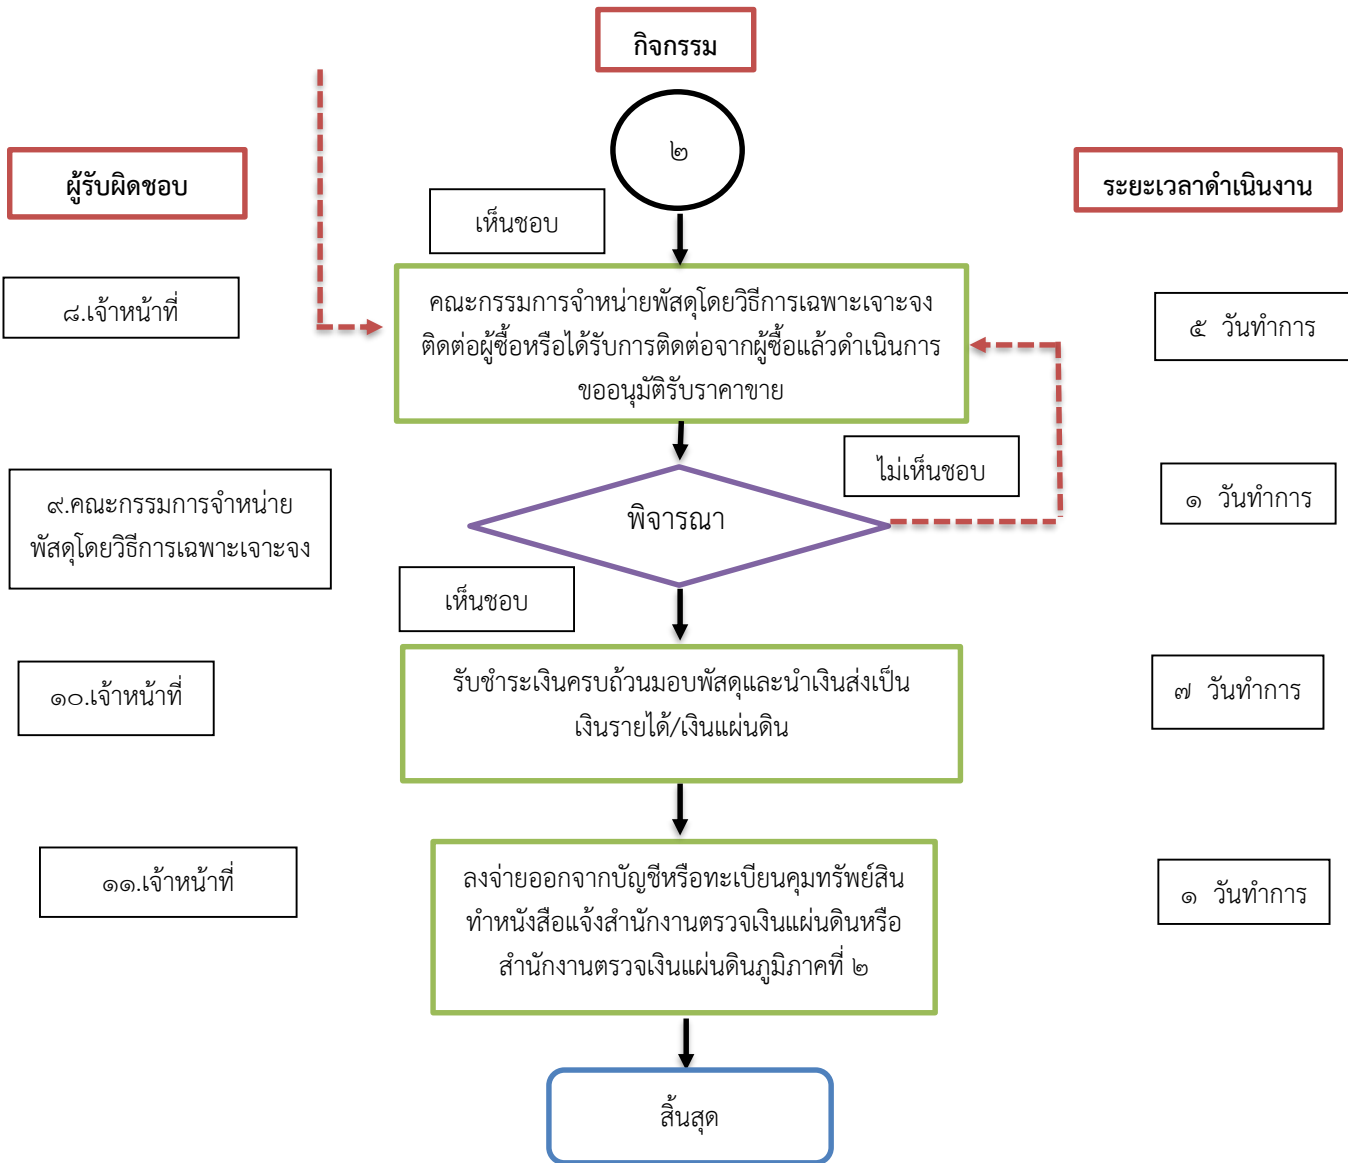 กิจกรรม
๒
ผู้รับผิดชอบ
ระยะเวลาดำเนินงาน
เห็นชอบ
๘.เจ้าหน้าที่
คณะกรรมการจำหน่ายพัสดุโดยวิธีการเฉพาะเจาะจง
ติดต่อผู้ซื้อหรือได้รับการติดต่อจากผู้ซื้อแล้วดำเนินการ
ขออนุมัติรับราคาขาย
๕ วันทำการ
ไม่เห็นชอบ
๙.คณะกรรมการจำหน่าย
พัสดุโดยวิธีการเฉพาะเจาะจง
พิจารณา
๑ วันทำการ
เห็นชอบ
๑๐.เจ้าหน้าที่
รับชำระเงินครบถ้วนมอบพัสดุและนำเงินส่งเป็น
เงินรายได้/เงินแผ่นดิน
๗ วันทำการ
๑๑.เจ้าหน้าที่
ลงจ่ายออกจากบัญชีหรือทะเบียนคุมทรัพย์สิน
ทำหนังสือแจ้งสำนักงานตรวจเงินแผ่นดินหรือ
สำนักงานตรวจเงินแผ่นดินภูมิภาคที่ ๒
๑ วันทำการ
สิ้นสุด